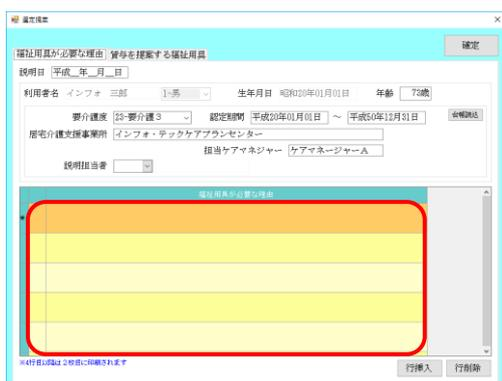 選定提案
確定
福祉用具が必要な理由 貸与を提案する福祉用具
説明日 平成__年__月__日
利用者名 インフォ 三郎 1-男 生年月日 昭和20年01月01日 年齢 73歳
要介護度 23-要介護3 認定期間 平成20年01月01日 ～ 平成50年12月31日 台帳読込
居宅介護支援事業所 インフォ・テックケアプランセンター
担当ケアマネジャー ケアマネージャーA
説明担当者
福祉用具が必要な理由
※4行目以降は2枚目に印刷されます
行挿入 行削除